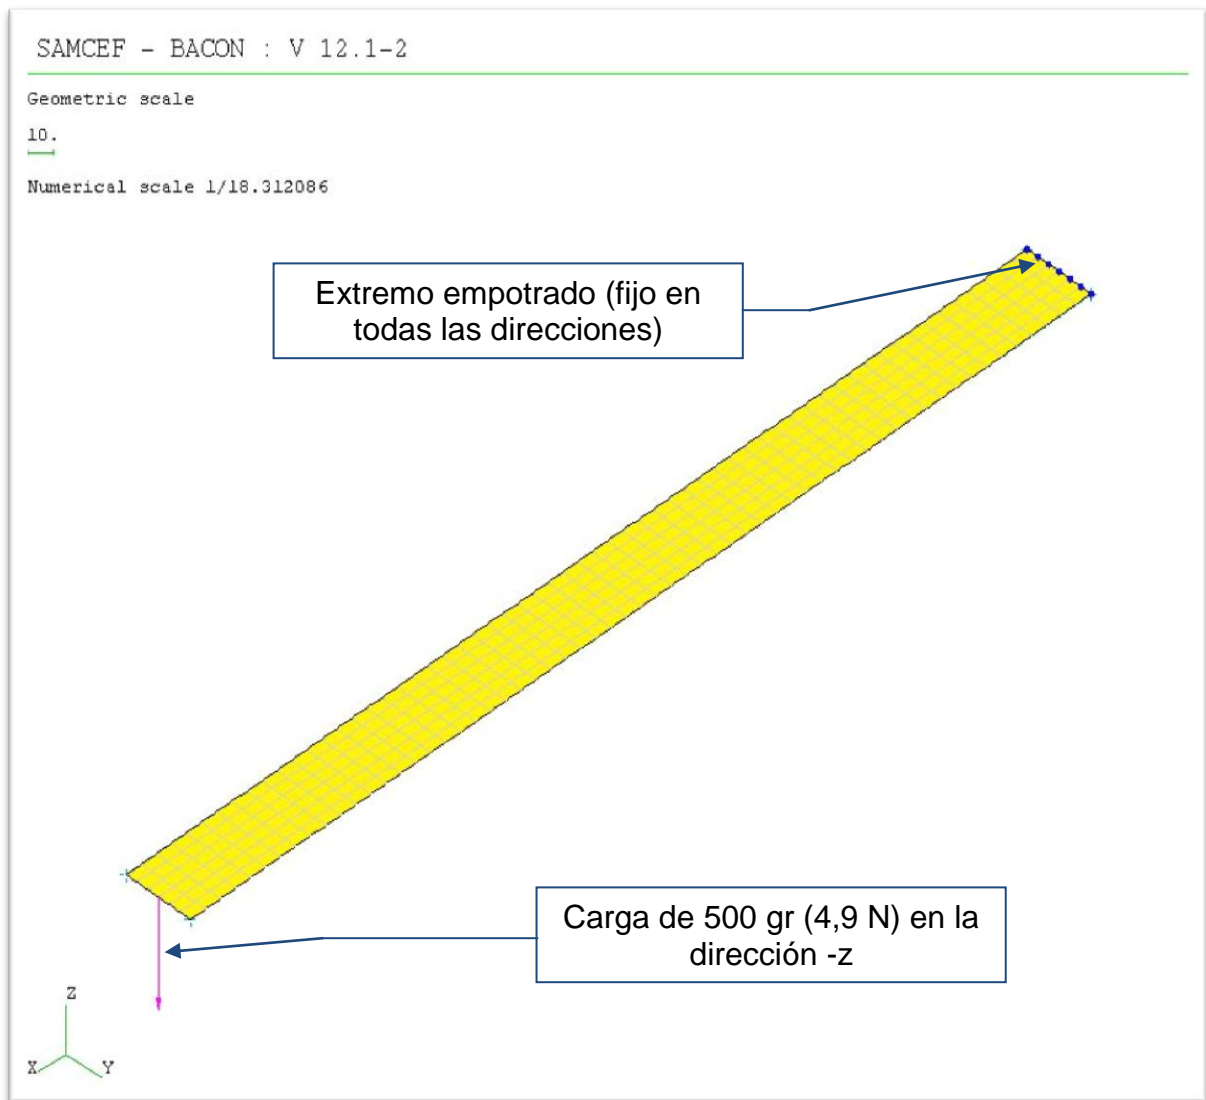 SAMCEF - BACON : V 12.1-2
Geometric scale
10.
Numerical scale 1/18.312086
Extremo empotrado (fijo en
todas las direcciones)
Carga de 500 gr (4,9 N) en la
dirección -z
Z
X
Y